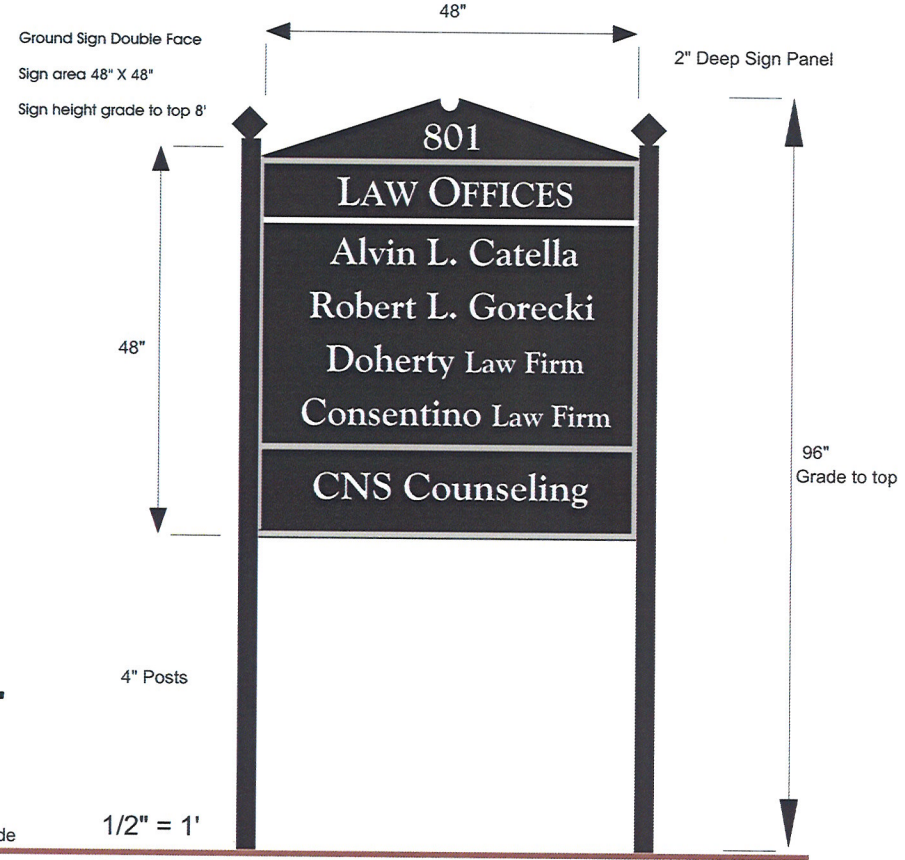 48"
Ground Sign Double Face
Sign area 48" X 48"
Sign height grade to top 8'
2" Deep Sign Panel
801
LAW OFFICES
Alvin L. Catella
Robert L. Gorecki
Doherty Law Firm
Consentino Law Firm
CNS Counseling
48"
96"
Grade to top
4" Posts
1/2" = 1'